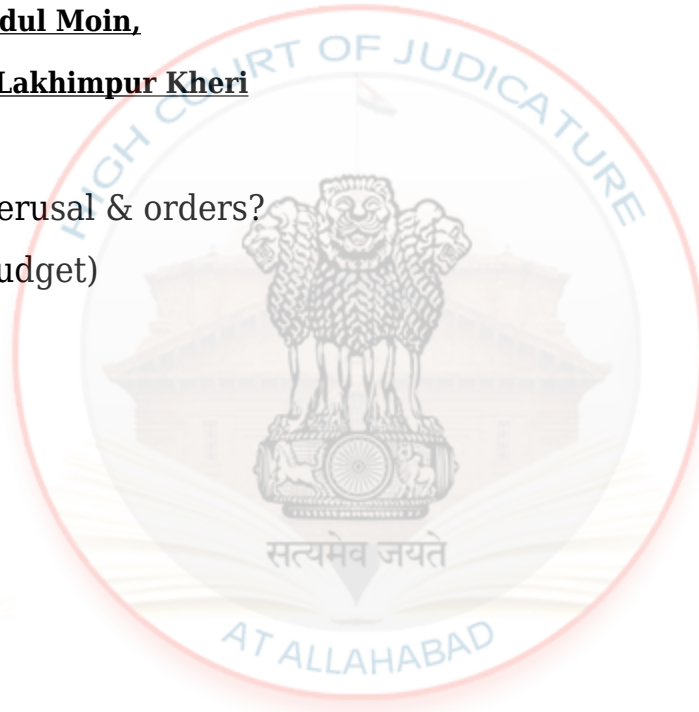 dul Moin,
Lakhimpur Kheri
erusal & orders?
udget)
HIGH COURT OF JUDICATURE
सत्यमेव जयते
AT ALLAHABAD